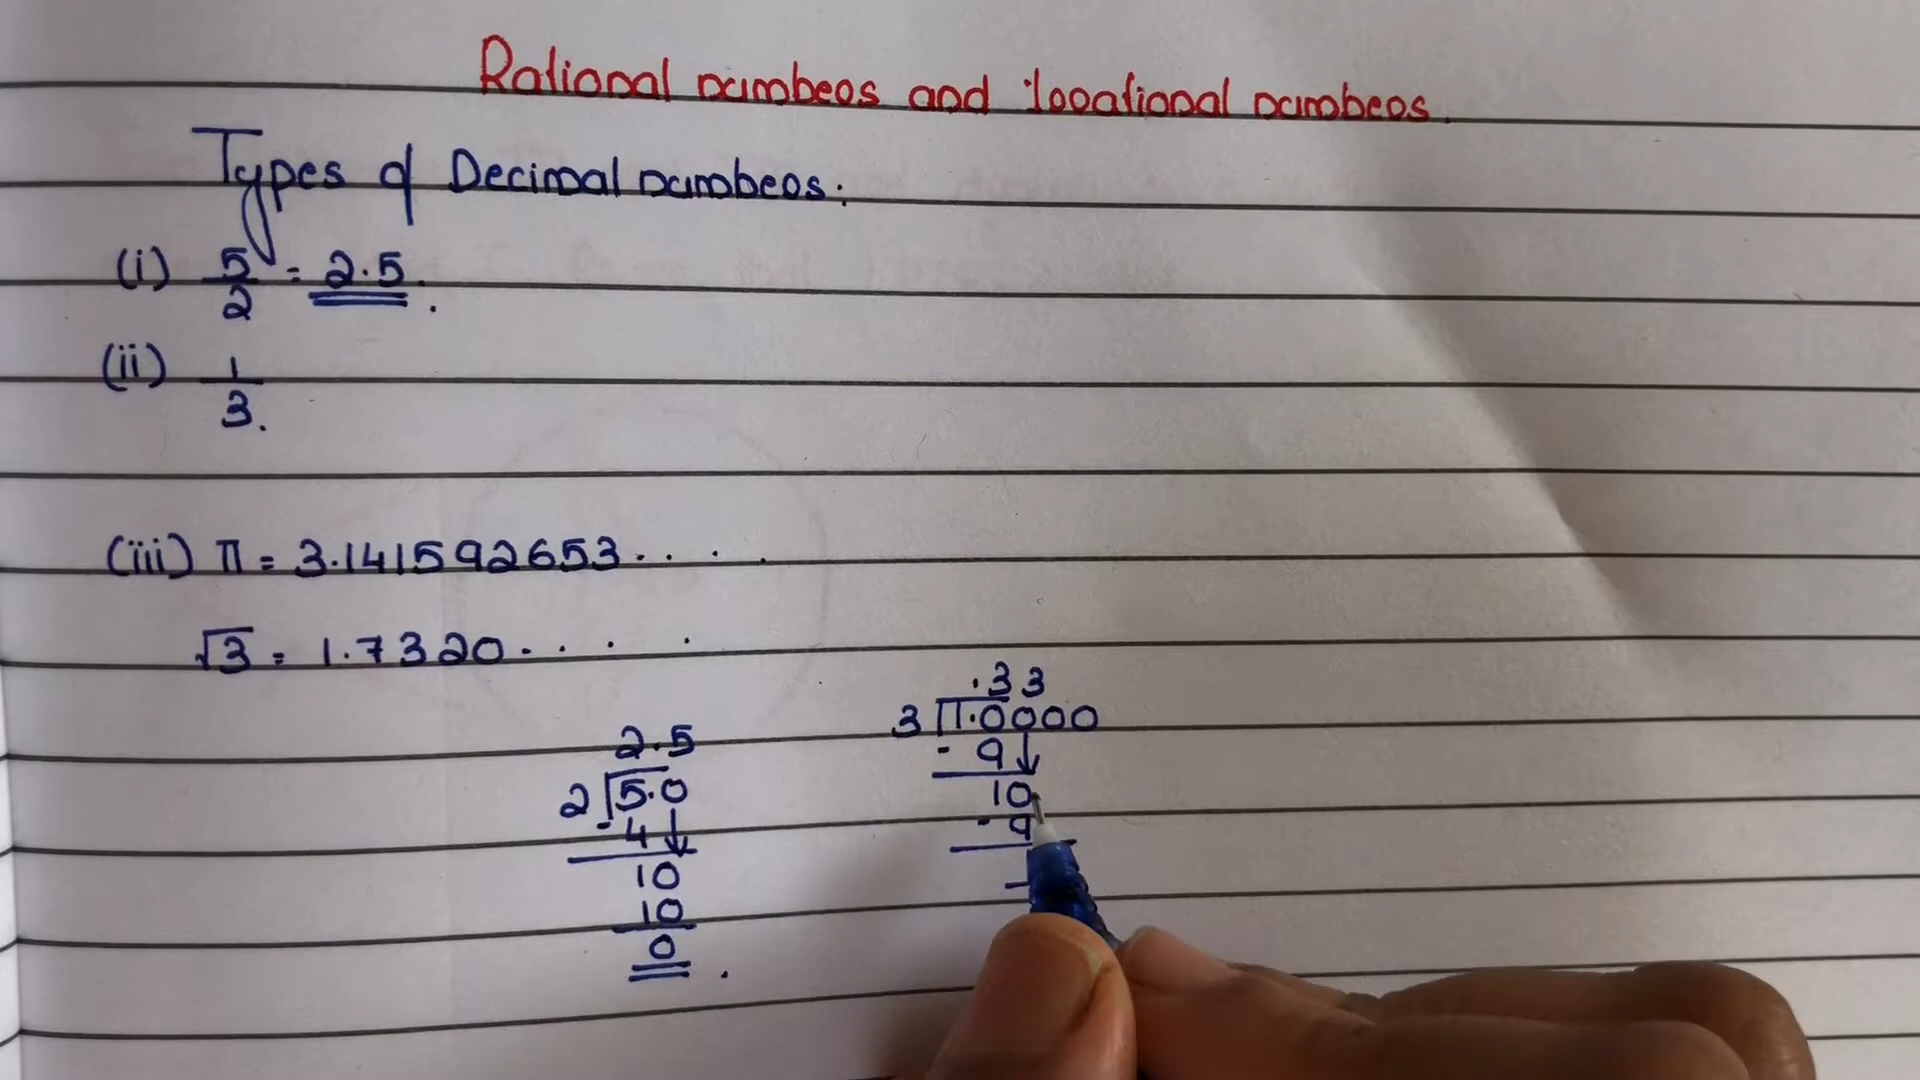 Rational numbers and irrational numbers.
Types of Decimal numbers:
(i) 5/2 = 2.5.
(ii) 1/3.
(iii) π = 3.141592653. . . .
√3 = 1.7320. . . .
2.5
2 5.0
- 4
10
10
0
.33
3 1.0000
- 9
10
- 9